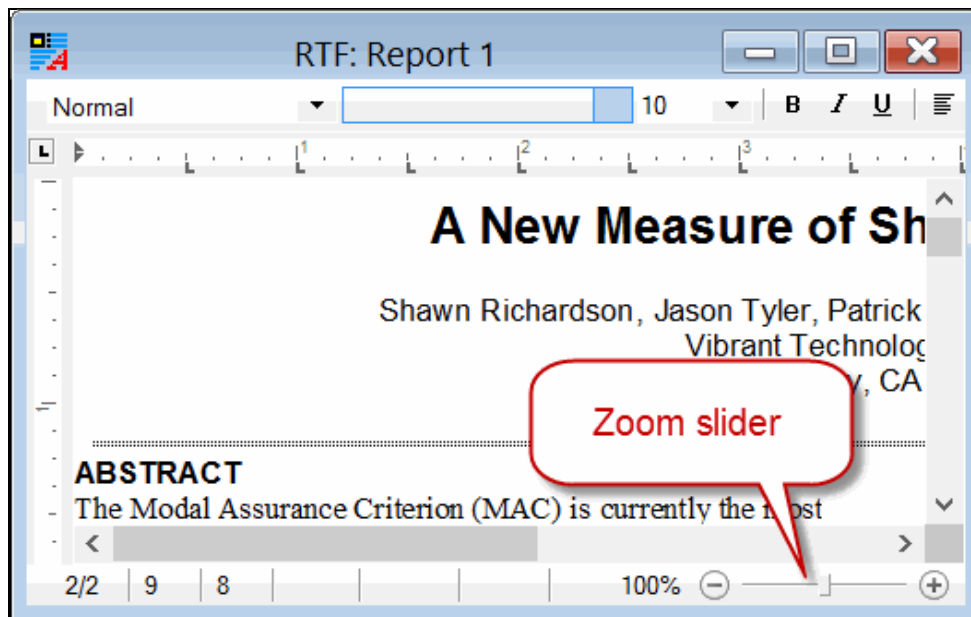 RTF: Report 1
Normal 10 B I U
L 1 2 3
A New Measure of Sh
Shawn Richardson, Jason Tyler, Patrick
Vibrant Technolog
, CA
Zoom slider
ABSTRACT
The Modal Assurance Criterion (MAC) is currently the most
2/2 9 8 100%